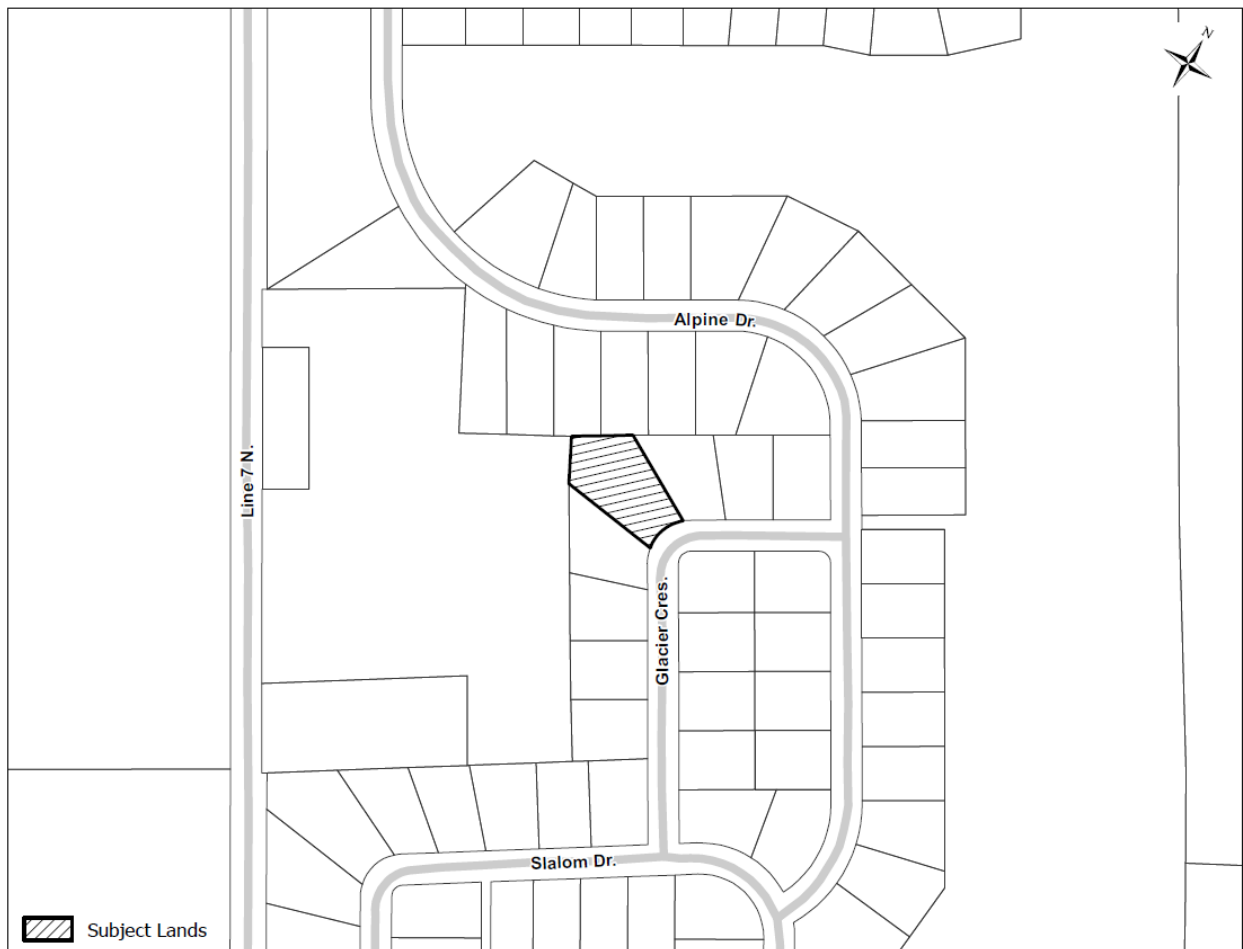 N
Alpine Dr.
Line 7 N.
Glacier Cres.
Slalom Dr.
Subject Lands